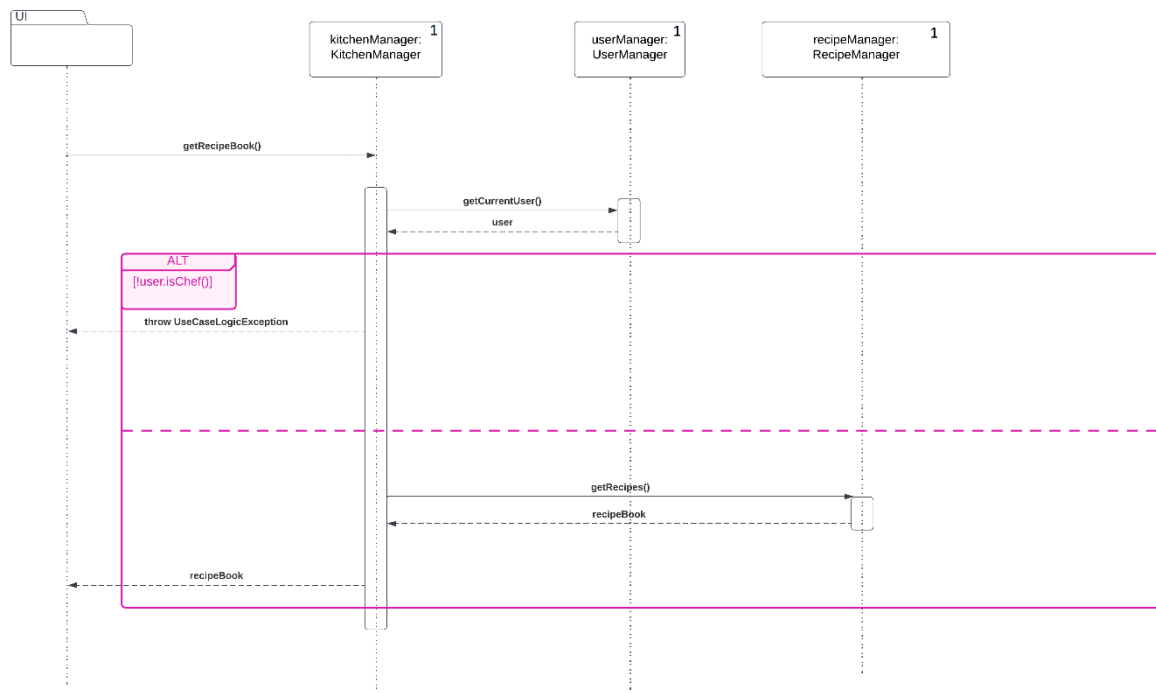 UI
kitchenManager:
KitchenManager
1
userManager:
UserManager
1
recipeManager:
RecipeManager
1
getRecipeBook()
getCurrentUser()
user
ALT
[!user.isChef()]
throw UseCaseLogicException
getRecipes()
recipeBook
recipeBook